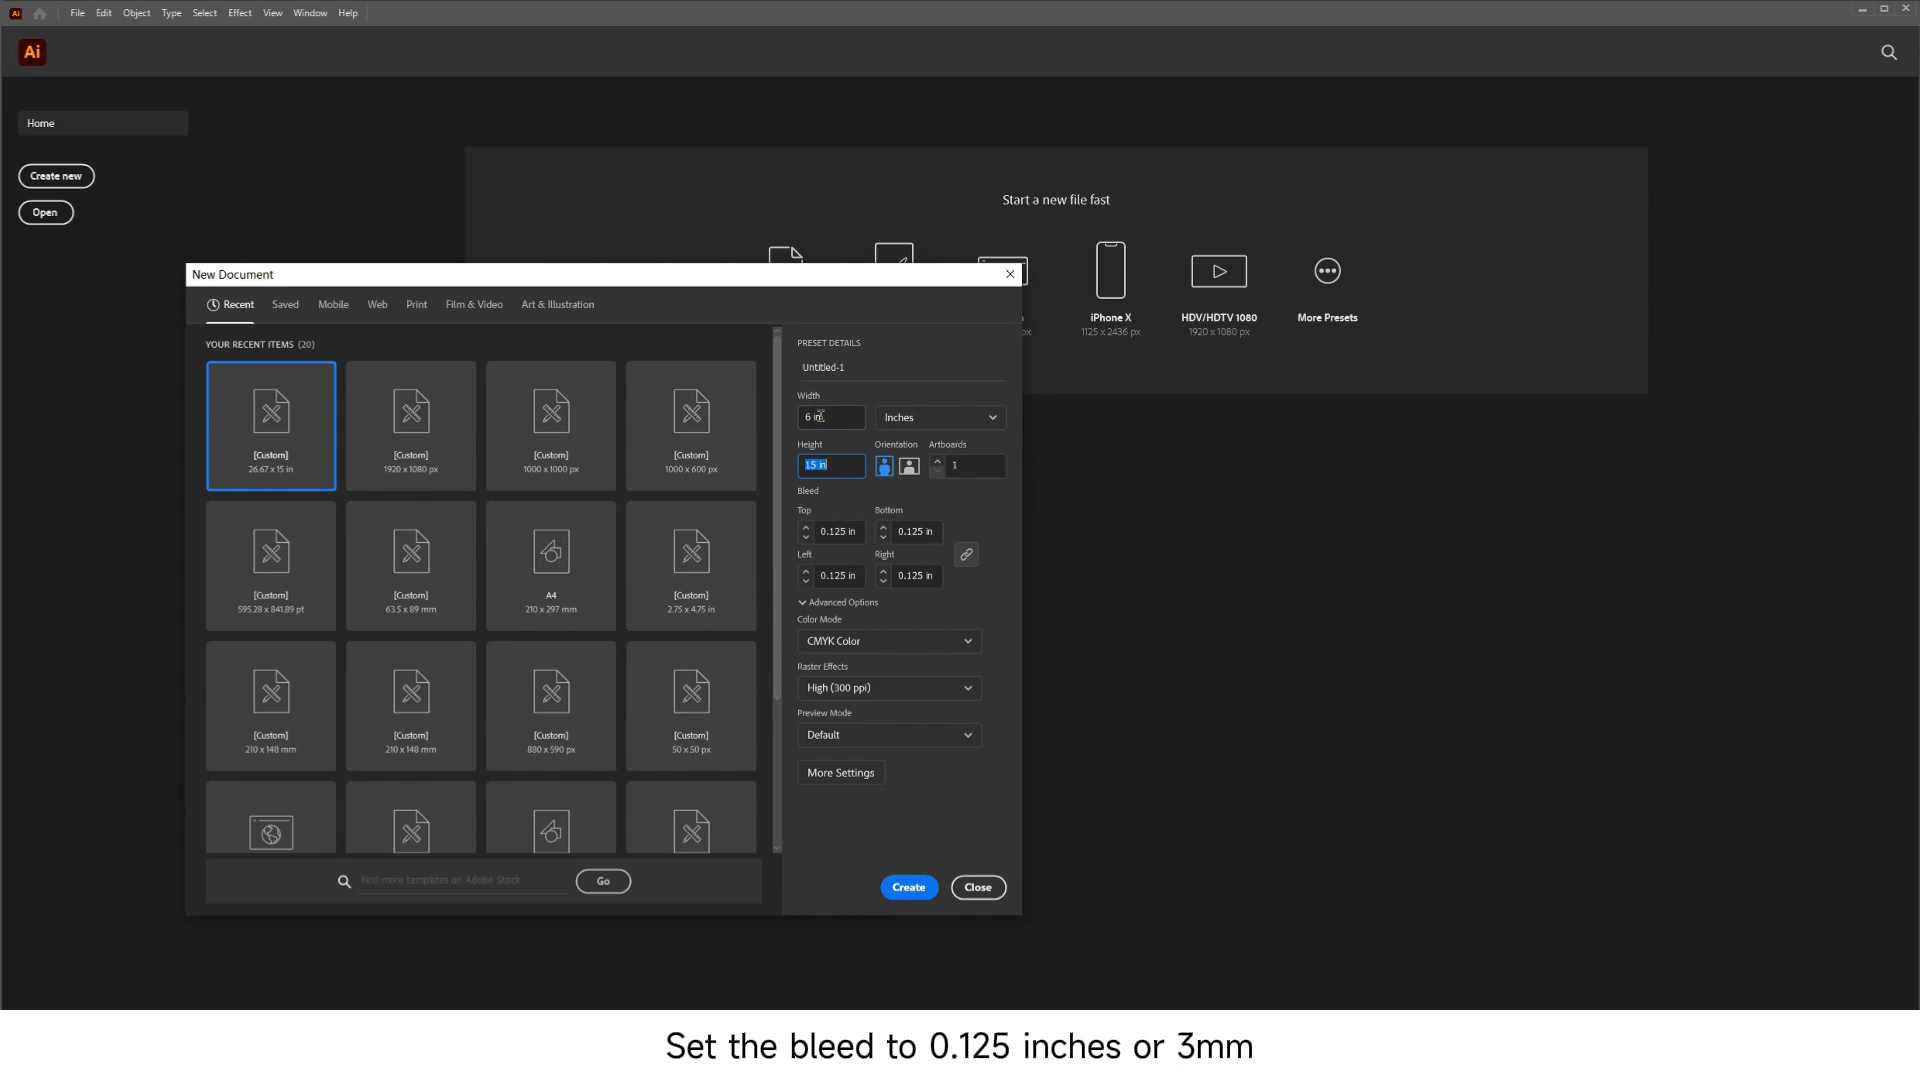 Ai
File Edit Object Type Select Effect View Window Help
Ai
Home
Create new
Open
Start a new file fast
iPhone X
1125 x 2436 px
HDV/HDTV 1080
1920 x 1080 px
More Presets
px
New Document
Recent Saved Mobile Web Print Film & Video Art & Illustration
YOUR RECENT ITEMS (20)
[Custom]
26.67 x 15 in
[Custom]
1920 x 1080 px
[Custom]
1000 x 1000 px
[Custom]
1000 x 600 px
[Custom]
595.28 x 841.89 pt
[Custom]
63.5 x 89 mm
A4
210 x 297 mm
[Custom]
2.75 x 4.75 in
[Custom]
210 x 148 mm
[Custom]
210 x 148 mm
[Custom]
880 x 590 px
[Custom]
50 x 50 px
Find more templates on Adobe Stock
Go
PRESET DETAILS
Untitled-1
Width
6 in
Inches
Height Orientation Artboards
15 in
1
Bleed
Top Bottom
0.125 in 0.125 in
Left Right
0.125 in 0.125 in
Advanced Options
Color Mode
CMYK Color
Raster Effects
High (300 ppi)
Preview Mode
Default
More Settings
Create
Close
Set the bleed to 0.125 inches or 3mm